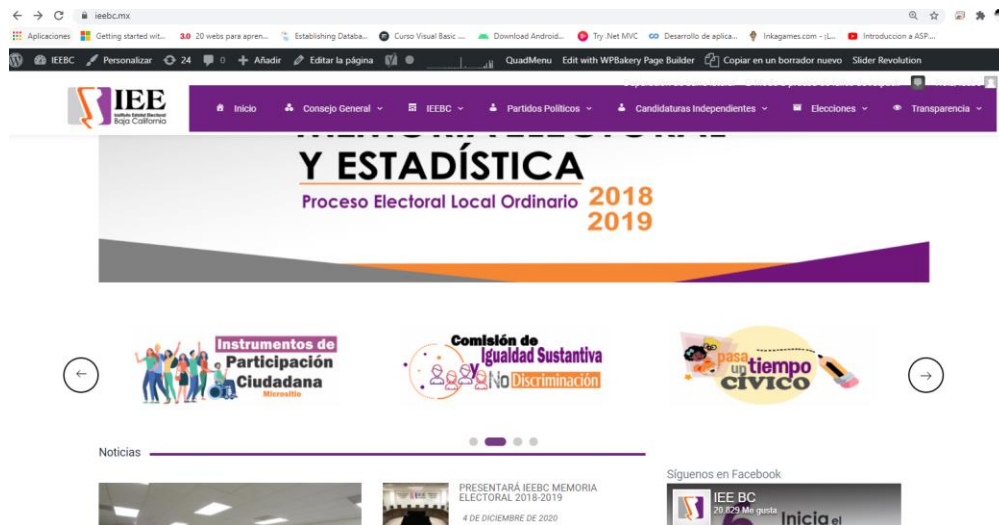 ieebc.mx
Aplicaciones Getting started wit... 3.0 20 webs para apren... Establishing Databa... Curso Visual Basic .... Download Android... Try .Net MVC Desarrollo de aplica... Inkagames.com - ¡L... Introduccion a ASP....
IEEBC Personalizar 24 0 Añadir Editar la página QuadMenu Edit with WPBakery Page Builder Copiar en un borrador nuevo Slider Revolution
IEE
Instituto Estatal Electoral
Baja California
Inicio Consejo General IEEBC Partidos Políticos Candidaturas Independientes Elecciones Transparencia
MEMORIA ELECTORAL
Y ESTADÍSTICA
Proceso Electoral Local Ordinario 2018
2019
Instrumentos de
Participación
Ciudadana
Micrositio
Comisión de
Igualdad Sustantiva
Y No Discriminación
pasa
un tiempo
CÍVICO
Noticias
PRESENTARÁ IEEBC MEMORIA
ELECTORAL 2018-2019
4 DE DICIEMBRE DE 2020
Síguenos en Facebook
IEE BC
20.829 Me gusta
Inicia el